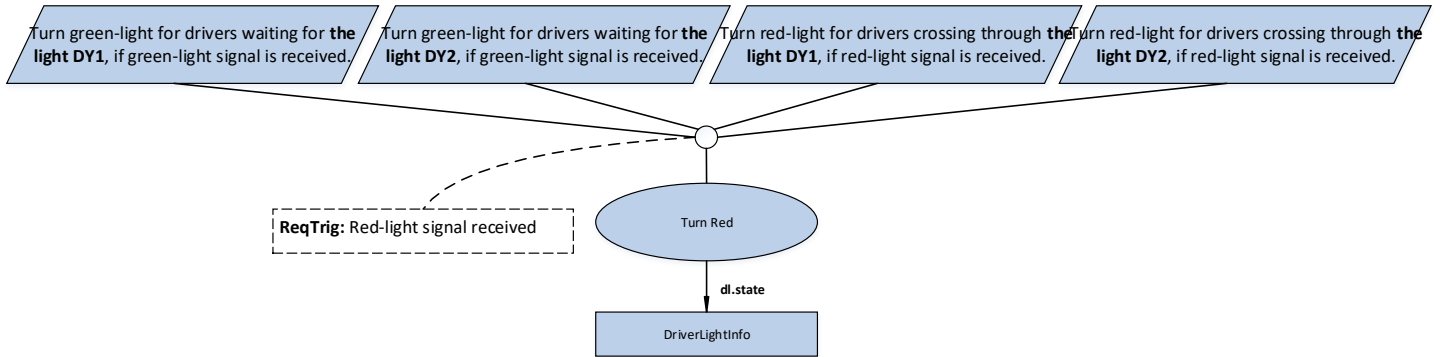 Turn green-light for drivers waiting for the
light DY1, if green-light signal is received.
Turn green-light for drivers waiting for the
light DY2, if green-light signal is received.
Turn red-light for drivers crossing through the
light DY1, if red-light signal is received.
Turn red-light for drivers crossing through the
light DY2, if red-light signal is received.
ReqTrig: Red-light signal received
Turn Red
dl.state
DriverLightInfo